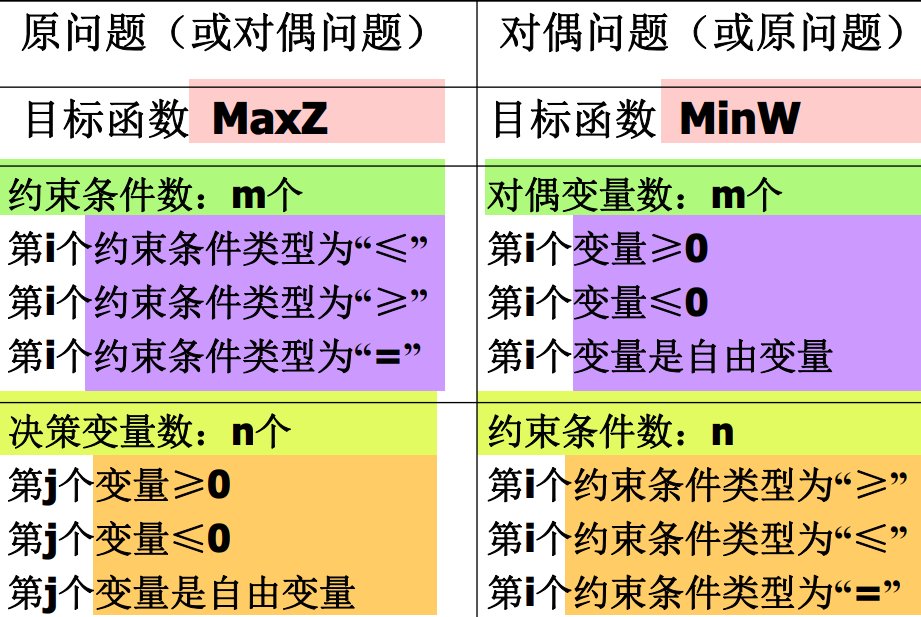 原问题（或对偶问题）
对偶问题（或原问题）
目标函数 MaxZ
目标函数 MinW
约束条件数：m个
第i个约束条件类型为“≤”
第i个约束条件类型为“≥”
第i个约束条件类型为“=”
对偶变量数：m个
第i个变量≥0
第i个变量≤0
第i个变量是自由变量
决策变量数：n个
第j个变量≥0
第j个变量≤0
第j个变量是自由变量
约束条件数：n
第i个约束条件类型为“≥”
第i个约束条件类型为“≤”
第i个约束条件类型为“=”